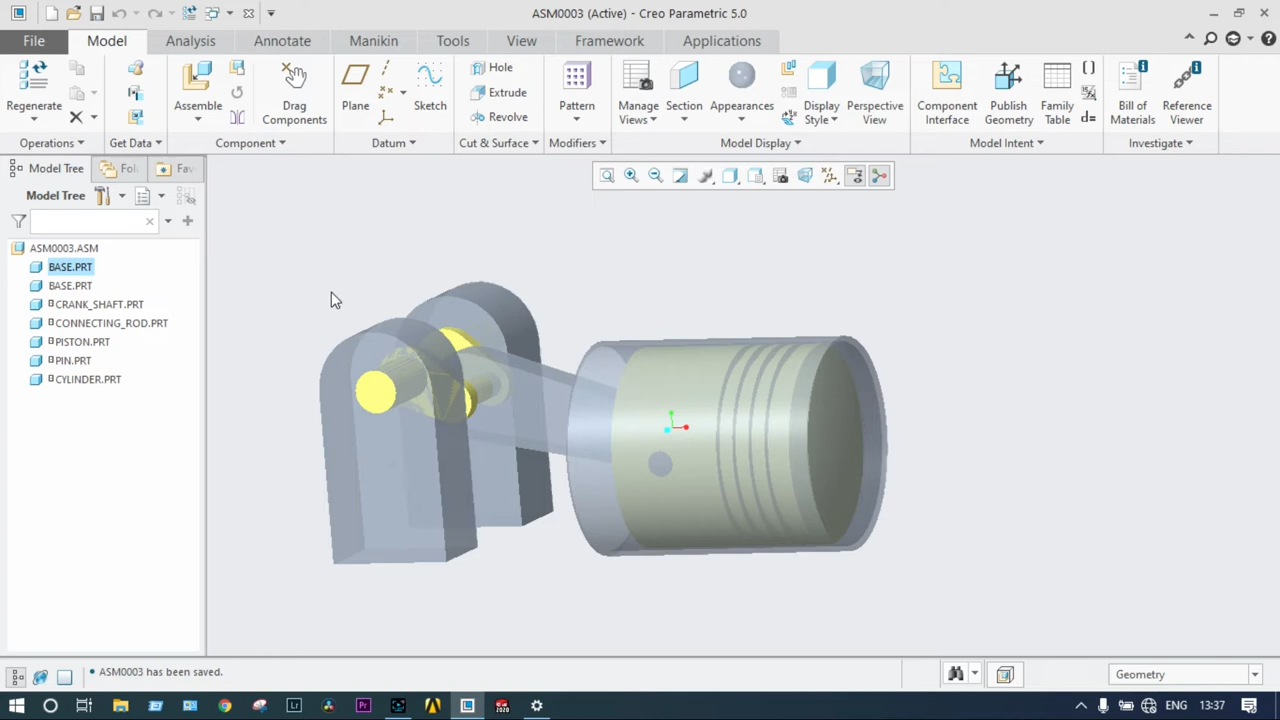 ASM0003 (Active) - Creo Parametric 5.0
File Model Analysis Annotate Manikin Tools View Framework Applications
Regenerate
Operations
Get Data
Assemble
Drag Components
Component
Plane
Sketch
Datum
Hole
Extrude
Revolve
Cut & Surface
Pattern
Modifiers
Manage Views
Section
Appearances
Display Style
Perspective View
Model Display
Component Interface
Publish Geometry
Family Table
d=
Model Intent
Bill of Materials
Reference Viewer
Investigate
Model Tree Fol Fav
Model Tree
ASM0003.ASM
BASE.PRT
BASE.PRT
CRANK_SHAFT.PRT
CONNECTING_ROD.PRT
PISTON.PRT
PIN.PRT
CYLINDER.PRT
• ASM0003 has been saved.
Geometry
ENG 13:37